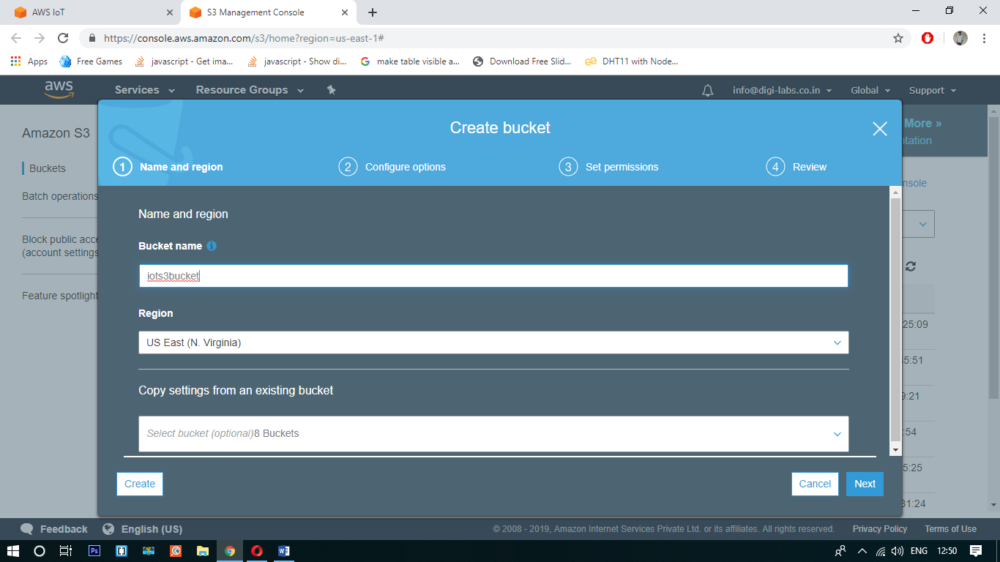 AWS IoT
S3 Management Console
https://console.aws.amazon.com/s3/home?region=us-east-1#
Apps
Free Games
javascript - Get ima...
javascript - Show di...
make table visible a...
Download Free Slid...
DHT11 with Node...
aws
Services
Resource Groups
info@digi-labs.co.in
Global
Support
Amazon S3
Buckets
Batch operations
Block public acce
(account settings
Feature spotlight
More »
ntation
nsole
25:09
5:51
9:21
:54
5:25
31:24
Create bucket
1 Name and region
2 Configure options
3 Set permissions
4 Review
Name and region
Bucket name
iots3bucket
Region
US East (N. Virginia)
Copy settings from an existing bucket
Select bucket (optional)8 Buckets
Create
Cancel
Next
Feedback
English (US)
© 2008 - 2019, Amazon Internet Services Private Ltd. or its affiliates. All rights reserved.
Privacy Policy
Terms of Use
Ps
ENG
12:50